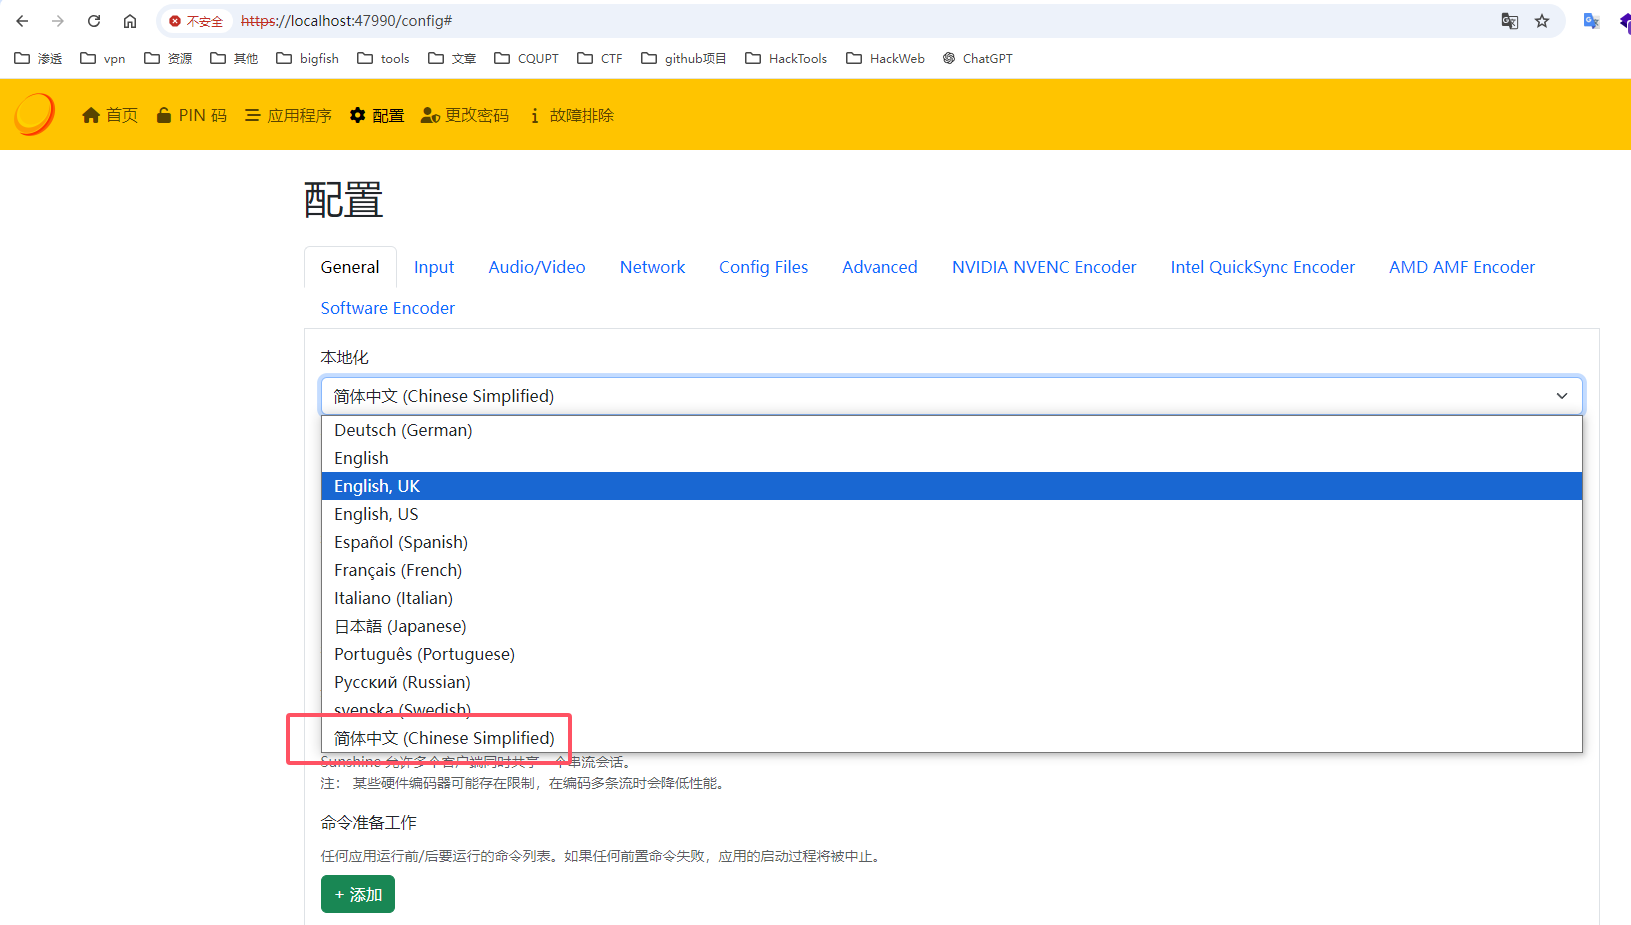 不安全 https://localhost:47990/config#
渗透 vpn 资源 其他 bigfish tools 文章 CQUPT CTF github项目 HackTools HackWeb ChatGPT
首页 PIN 码 应用程序 配置 更改密码 故障排除
配置
General Input Audio/Video Network Config Files Advanced NVIDIA NVENC Encoder Intel QuickSync Encoder AMD AMF Encoder
Software Encoder
本地化
简体中文 (Chinese Simplified)
Deutsch (German)
English
English, UK
English, US
Español (Spanish)
Français (French)
Italiano (Italian)
日本語 (Japanese)
Português (Portuguese)
Русский (Russian)
svenska (Swedish)
简体中文 (Chinese Simplified)
Sunshine 允许多个客户端同时共享一个串流会话。
注： 某些硬件编码器可能存在限制，在编码多条流时会降低性能。
命令准备工作
任何应用运行前/后要运行的命令列表。如果任何前置命令失败，应用的启动过程将被中止。
+ 添加